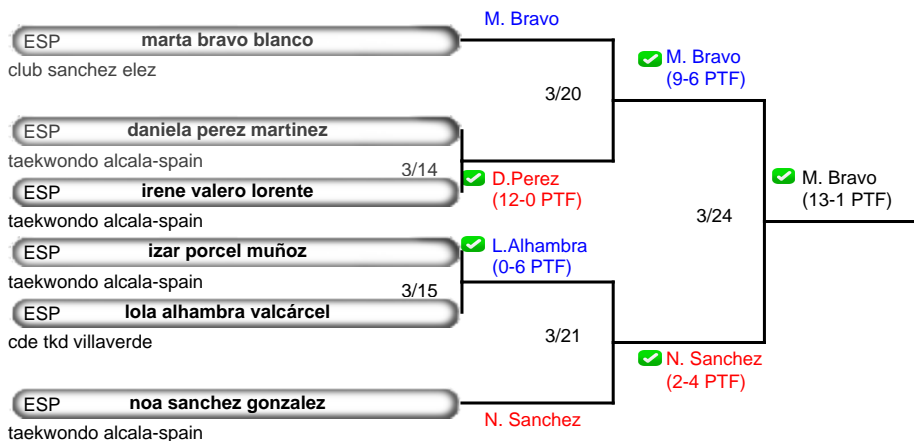 M. Bravo
ESP marta bravo blanco
club sanchez elez
M. Bravo
(9-6 PTF)
3/20
ESP daniela perez martinez
taekwondo alcala-spain
3/14
D.Perez
(12-0 PTF)
ESP irene valero lorente
taekwondo alcala-spain
M. Bravo
(13-1 PTF)
3/24
ESP izar porcel muñoz
taekwondo alcala-spain
L.Alhambra
(0-6 PTF)
3/15
ESP lola alhambra valcárcel
cde tkd villaverde
3/21
N. Sanchez
(2-4 PTF)
ESP noa sanchez gonzalez
taekwondo alcala-spain
N. Sanchez